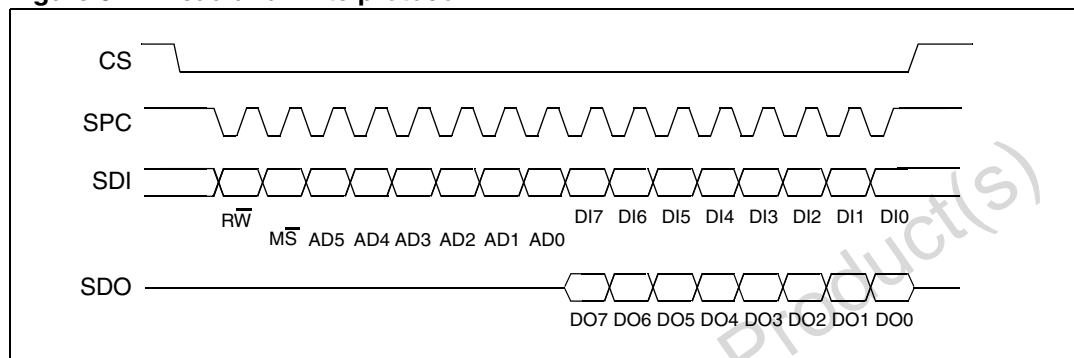 CS
SPC
SDI
RW
MS AD5 AD4 AD3 AD2 AD1 AD0
DI7 DI6 DI5 DI4 DI3 DI2 DI1 DI0
SDO
DO7 DO6 DO5 DO4 DO3 DO2 DO1 DO0
Product(s)